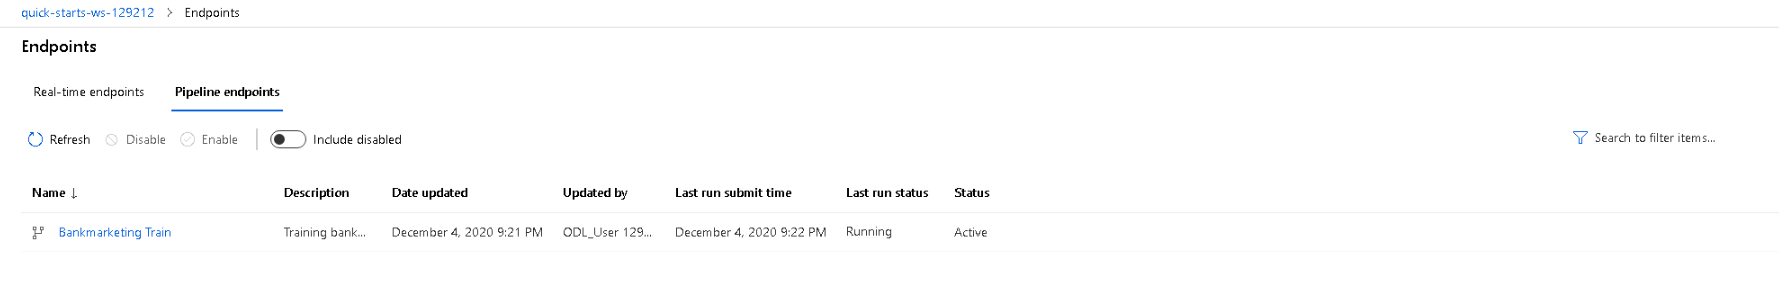 quick-starts-ws-129212 > Endpoints
Endpoints
Real-time endpoints Pipeline endpoints
Refresh Disable Enable Include disabled Search to filter items...
Name ↓ Description Date updated Updated by Last run submit time Last run status Status
Bankmarketing Train Training bank... December 4, 2020 9:21 PM ODL_User 129... December 4, 2020 9:22 PM Running Active